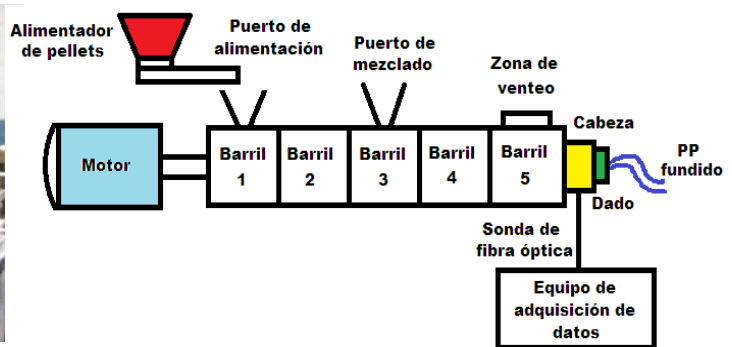 Alimentador
de pellets
Puerto de
alimentación
Puerto de
mezclado
Zona de
venteo
Cabeza
Motor
Barril
1
Barril
2
Barril
3
Barril
4
Barril
5
PP
fundido
Dado
Sonda de
fibra óptica
Equipo de
adquisición de
datos